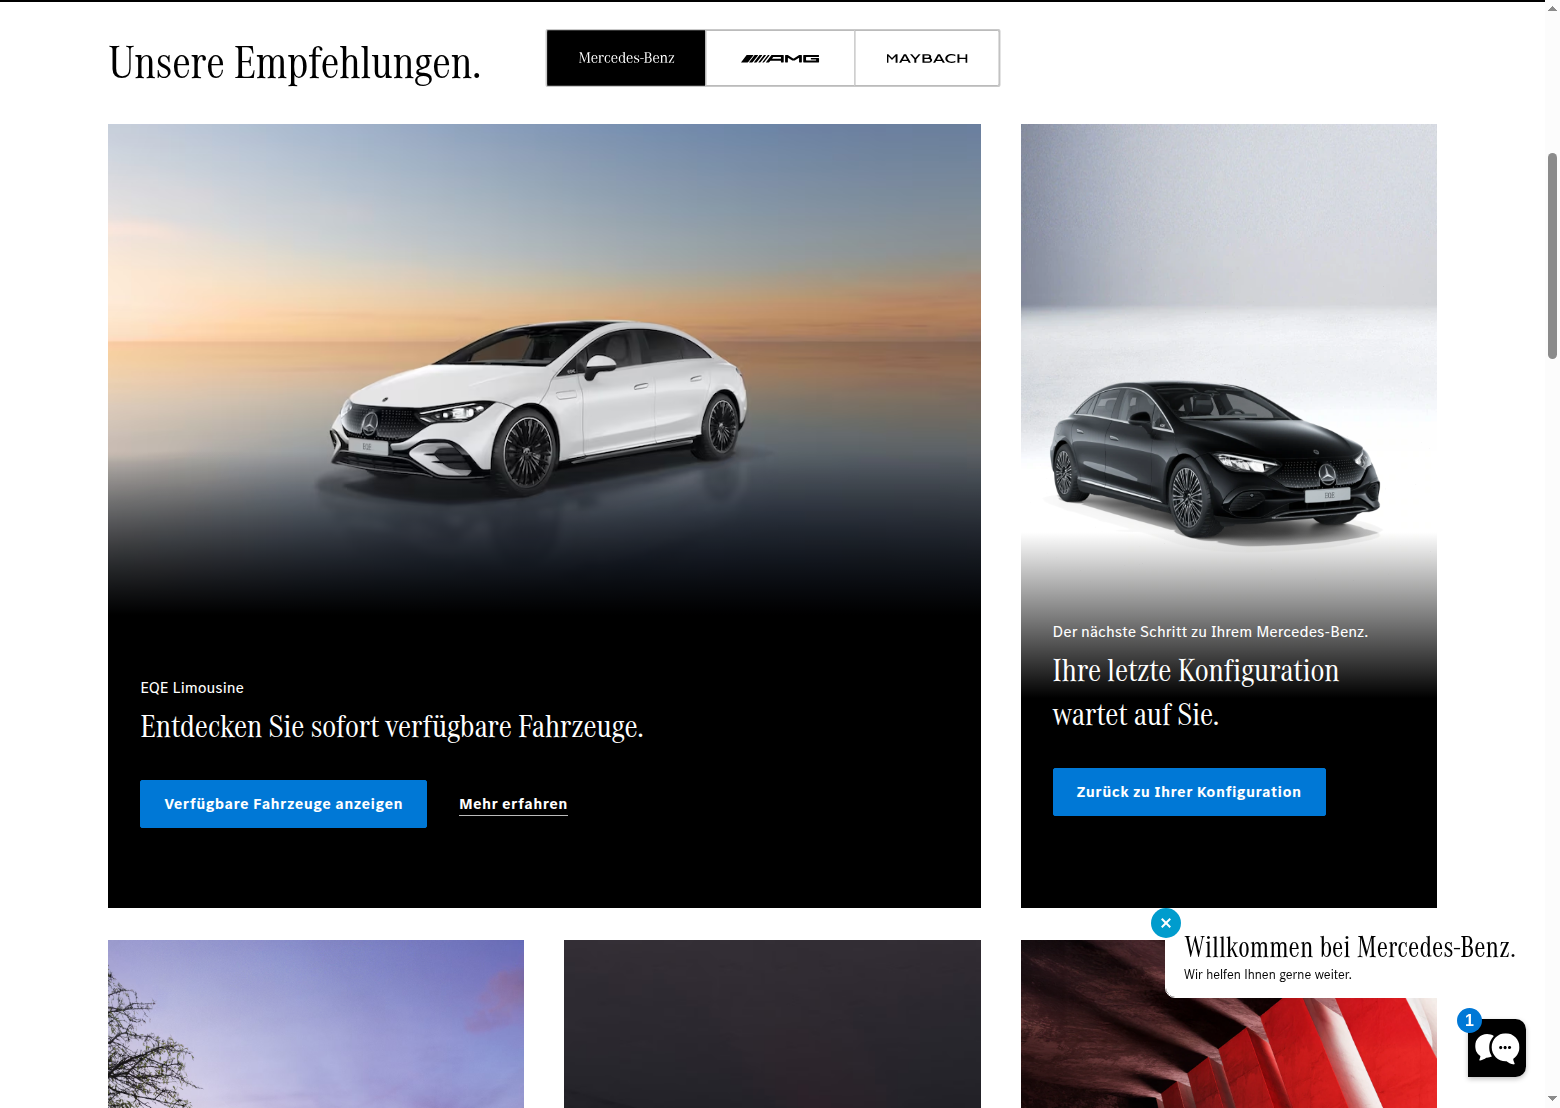 Unsere Empfehlungen.
Mercedes-Benz
AMG
MAYBACH
EQE
EQE
EQE Limousine
Entdecken Sie sofort verfügbare Fahrzeuge.
Verfügbare Fahrzeuge anzeigen
Mehr erfahren
Der nächste Schritt zu Ihrem Mercedes-Benz.
Ihre letzte Konfiguration
wartet auf Sie.
Zurück zu Ihrer Konfiguration
Willkommen bei Mercedes-Benz.
Wir helfen Ihnen gerne weiter.
1